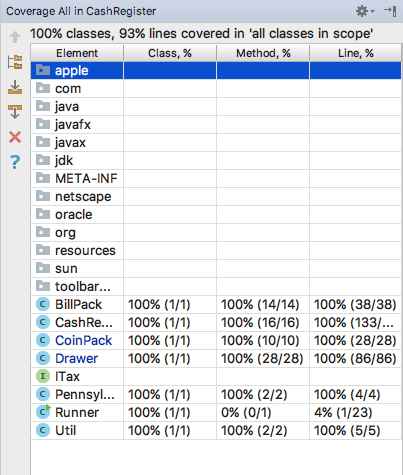 Coverage All in CashRegister
100% classes, 93% lines covered in 'all classes in scope'
Element Class, % Method, % Line, %
apple
com
java
javafx
javax
jdk
META-INF
netscape
oracle
org
resources
sun
toolbar...
C BillPack 100% (1/1) 100% (14/14) 100% (38/38)
C CashRe... 100% (1/1) 100% (16/16) 100% (133/...
C CoinPack 100% (1/1) 100% (10/10) 100% (28/28)
C Drawer 100% (1/1) 100% (28/28) 100% (86/86)
I ITax
C Pennsyl... 100% (1/1) 100% (2/2) 100% (4/4)
C Runner 100% (1/1) 0% (0/1) 4% (1/23)
C Util 100% (1/1) 100% (2/2) 100% (5/5)